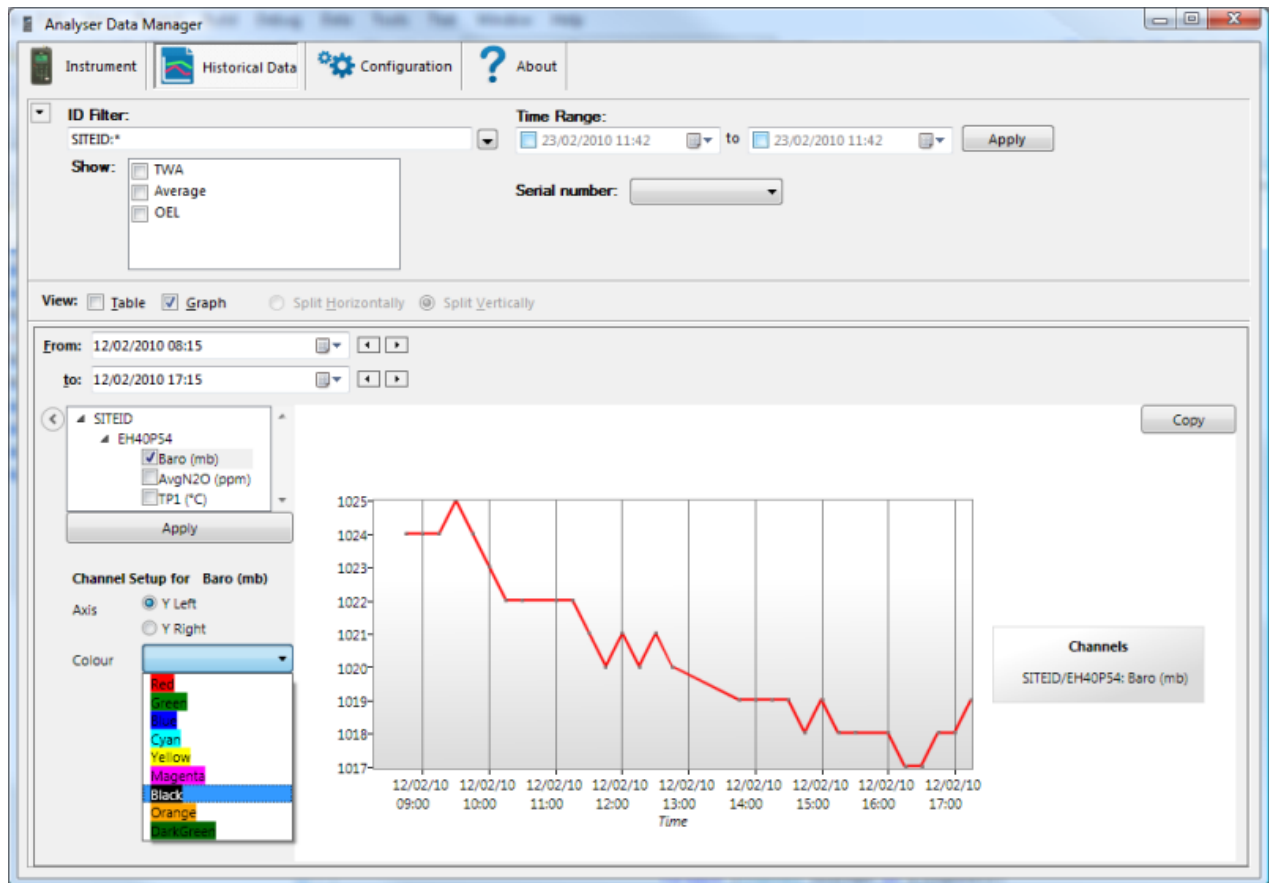 Analyser Data Manager
Instrument Historical Data Configuration ? About
ID Filter: Time Range:
SITEID:* 23/02/2010 11:42 to 23/02/2010 11:42 Apply
Show: TWA
Average Serial number:
OEL
View: Table Graph Split Horizontally Split Vertically
From: 12/02/2010 08:15
to: 12/02/2010 17:15
SITEID Copy
EH40P54
Baro (mb)
AvgN2O (ppm)
TP1 (°C)
Apply
Channel Setup for Baro (mb)
Axis Y Left
Y Right
Colour
Red
Green
Blue
Cyan
Yellow
Magenta
Black
Orange
DarkGreen
1025
1024
1023
1022
1021
1020
1019
1018
1017
12/02/10 12/02/10 12/02/10 12/02/10 12/02/10 12/02/10 12/02/10 12/02/10 12/02/10
09:00 10:00 11:00 12:00 13:00 14:00 15:00 16:00 17:00
Time
Channels
SITEID/EH40P54: Baro (mb)